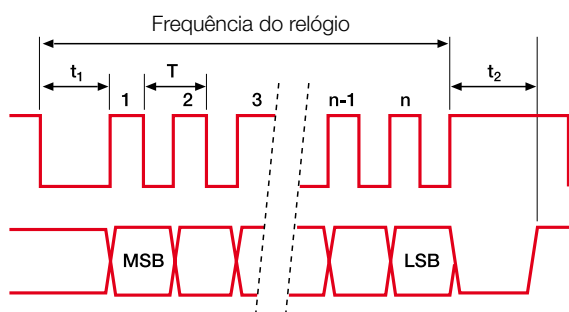 Frequência do relógio
t₁ T t₂
1 2 3 n-1 n
MSB LSB